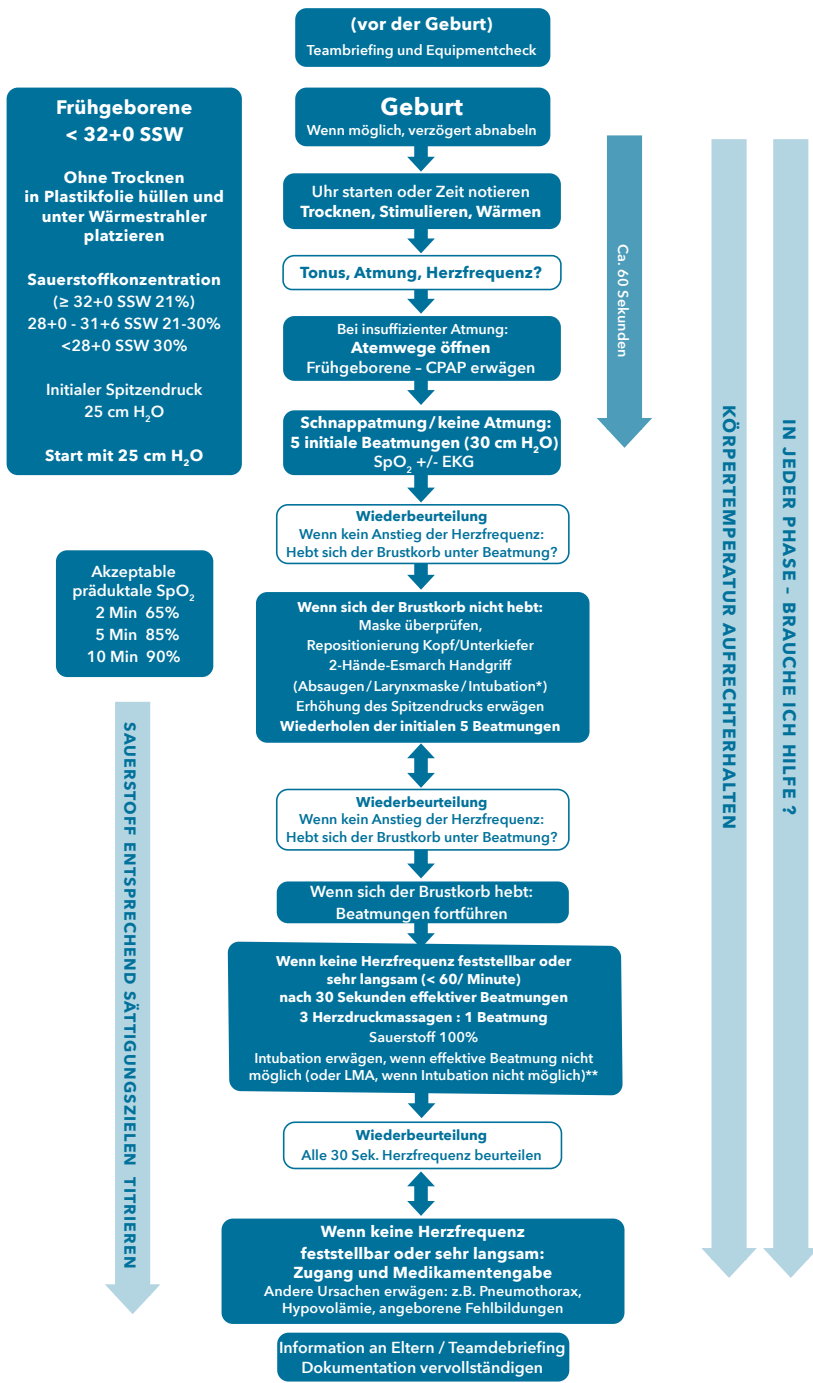 (vor der Geburt)
Teambriefing und Equipmentcheck
Frühgeborene
< 32+0 SSW
Ohne Trocknen
in Plastikfolie hüllen und
unter Wärmestrahler
platzieren
Sauerstoffkonzentration
(≥ 32+0 SSW 21%)
28+0 - 31+6 SSW 21-30%
<28+0 SSW 30%
Initialer Spitzendruck
25 cm H₂O
Start mit 25 cm H₂O
Geburt
Wenn möglich, verzögert abnabeln
Uhr starten oder Zeit notieren
Trocknen, Stimulieren, Wärmen
Tonus, Atmung, Herzfrequenz?
Bei insuffizienter Atmung:
Atemwege öffnen
Frühgeborene – CPAP erwägen
Schnappatmung/keine Atmung:
5 initiale Beatmungen (30 cm H₂O)
SpO₂ +/- EKG
Ca. 60 Sekunden
Wiederbeurteilung
Wenn kein Anstieg der Herzfrequenz:
Hebt sich der Brustkorb unter Beatmung?
Akzeptable
präduktale SpO₂
2 Min 65%
5 Min 85%
10 Min 90%
Wenn sich der Brustkorb nicht hebt:
Maske überprüfen,
Repositionierung Kopf/Unterkiefer
2-Hände-Esmarch Handgriff
(Absaugen/Larynxmaske/Intubation*)
Erhöhung des Spitzendrucks erwägen
Wiederholen der initialen 5 Beatmungen
Wiederbeurteilung
Wenn kein Anstieg der Herzfrequenz:
Hebt sich der Brustkorb unter Beatmung?
Wenn sich der Brustkorb hebt:
Beatmungen fortführen
Wenn keine Herzfrequenz feststellbar oder
sehr langsam (< 60/ Minute)
nach 30 Sekunden effektiver Beatmungen
3 Herzdruckmassagen : 1 Beatmung
Sauerstoff 100%
Intubation erwägen, wenn effektive Beatmung nicht
möglich (oder LMA, wenn Intubation nicht möglich)**
Wiederbeurteilung
Alle 30 Sek. Herzfrequenz beurteilen
Wenn keine Herzfrequenz
feststellbar oder sehr langsam:
Zugang und Medikamentengabe
Andere Ursachen erwägen: z.B. Pneumothorax,
Hypovolämie, angeborene Fehlbildungen
Information an Eltern / Teamdebriefing
Dokumentation vervollständigen
SAUERSTOFF ENTSPRECHEND SÄTTIGUNGSZIELEN TITRIEREN
KÖRPERTEMPERATUR AUFRECHTERHALTEN
IN JEDER PHASE – BRAUCHE ICH HILFE ?